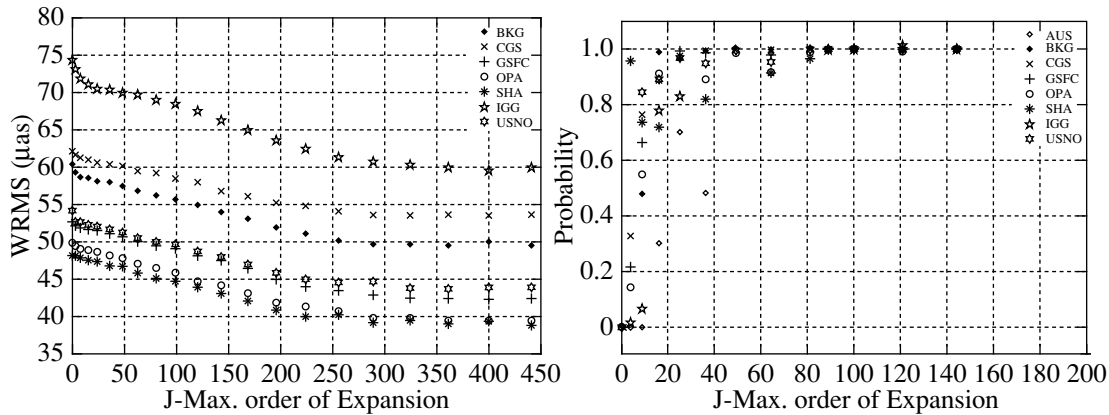 80
75
70
65
60
55
50
45
40
35
WRMS (µas)
0 50 100 150 200 250 300 350 400 450
J-Max. order of Expansion
BKG
CGS
GSFC
OPA
SHA
IGG
USNO
1.0
0.8
0.6
0.4
0.2
0
Probability
0 20 40 60 80 100 120 140 160 180 200
J-Max. order of Expansion
AUS
BKG
CGS
GSFC
OPA
SHA
IGG
USNO